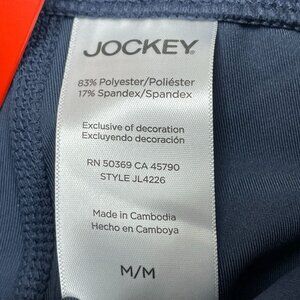 JOCKEY
83% Polyester/Poliéster
17% Spandex/Spandex
Exclusive of decoration
Excluyendo decoración
RN 50369 CA 45790
STYLE JL4226
Made in Cambodia
Hecho en Camboya
M/M